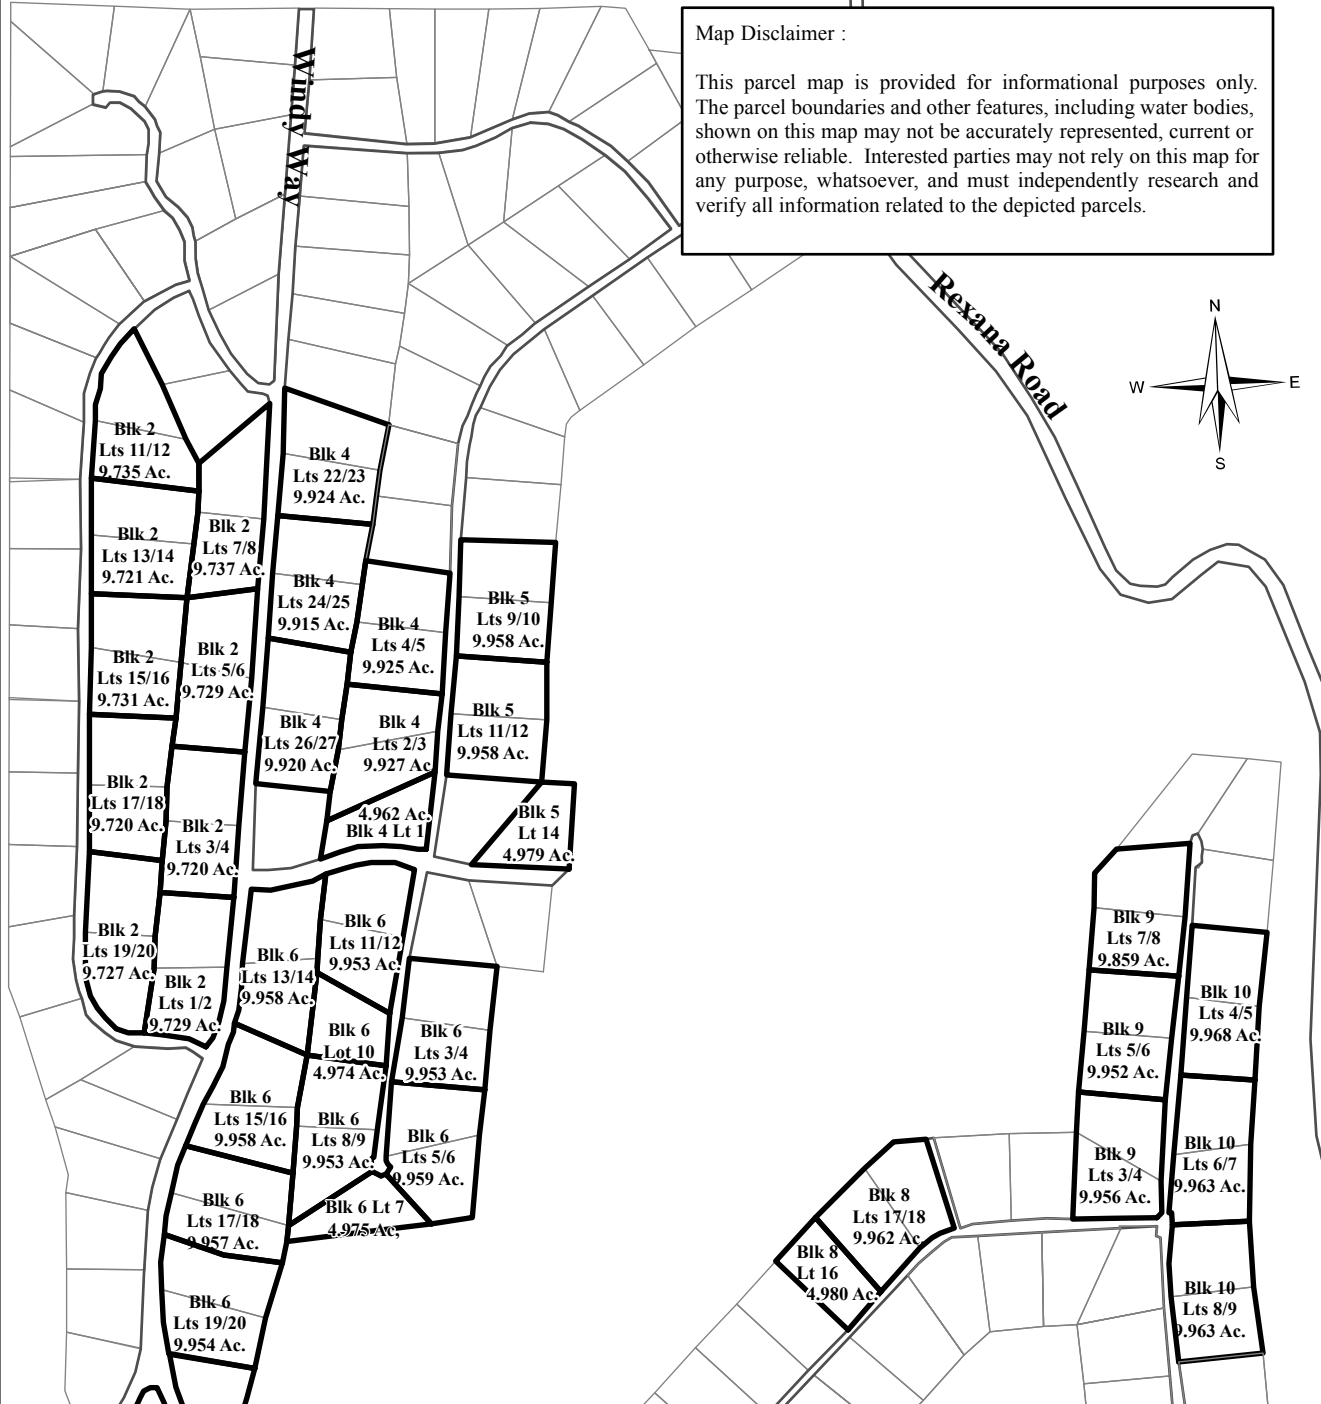 Map Disclaimer :
This parcel map is provided for informational purposes only.
The parcel boundaries and other features, including water bodies,
shown on this map may not be accurately represented, current or
otherwise reliable. Interested parties may not rely on this map for
any purpose, whatsoever, and must independently research and
verify all information related to the depicted parcels.
Windy Way
Rexana Road
N
W
E
S
Blk 2
Lts 11/12
9.735 Ac.
Blk 4
Lts 22/23
9.924 Ac.
Blk 2
Lts 13/14
9.721 Ac.
Blk 2
Lts 7/8
9.737 Ac.
Blk 4
Lts 24/25
9.915 Ac.
Blk 4
Lts 4/5
9.925 Ac.
Blk 5
Lts 9/10
9.958 Ac.
Blk 2
Lts 15/16
9.731 Ac.
Blk 2
Lts 5/6
9.729 Ac.
Blk 4
Lts 26/27
9.920 Ac.
Blk 4
Lts 2/3
9.927 Ac
Blk 5
Lts 11/12
9.958 Ac.
Blk 2
Lts 17/18
9.720 Ac.
Blk 2
Lts 3/4
9.720 Ac.
4.962 Ac.
Blk 4 Lt 1
Blk 5
Lt 14
4.979 Ac.
Blk 2
Lts 19/20
9.727 Ac.
Blk 2
Lts 1/2
9.729 Ac.
Blk 6
Lts 13/14
9.958 Ac.
Blk 6
Lts 11/12
9.953 Ac.
Blk 6
Lot 10
4.974 Ac.
Blk 6
Lts 3/4
9.953 Ac.
Blk 6
Lts 15/16
9.958 Ac.
Blk 6
Lts 8/9
9.953 Ac.
Blk 6
Lts 5/6
9.959 Ac.
Blk 6
Lts 17/18
9.957 Ac.
Blk 6 Lt 7
4.975 Ac,
Blk 6
Lts 19/20
9.954 Ac.
Blk 9
Lts 7/8
9.859 Ac.
Blk 10
Lts 4/5
9.968 Ac.
Blk 9
Lts 5/6
9.952 Ac.
Blk 9
Lts 3/4
9.956 Ac.
Blk 10
Lts 6/7
9.963 Ac.
Blk 8
Lts 17/18
9.962 Ac.
Blk 8
Lt 16
4.980 Ac.
Blk 10
Lts 8/9
9.963 Ac.